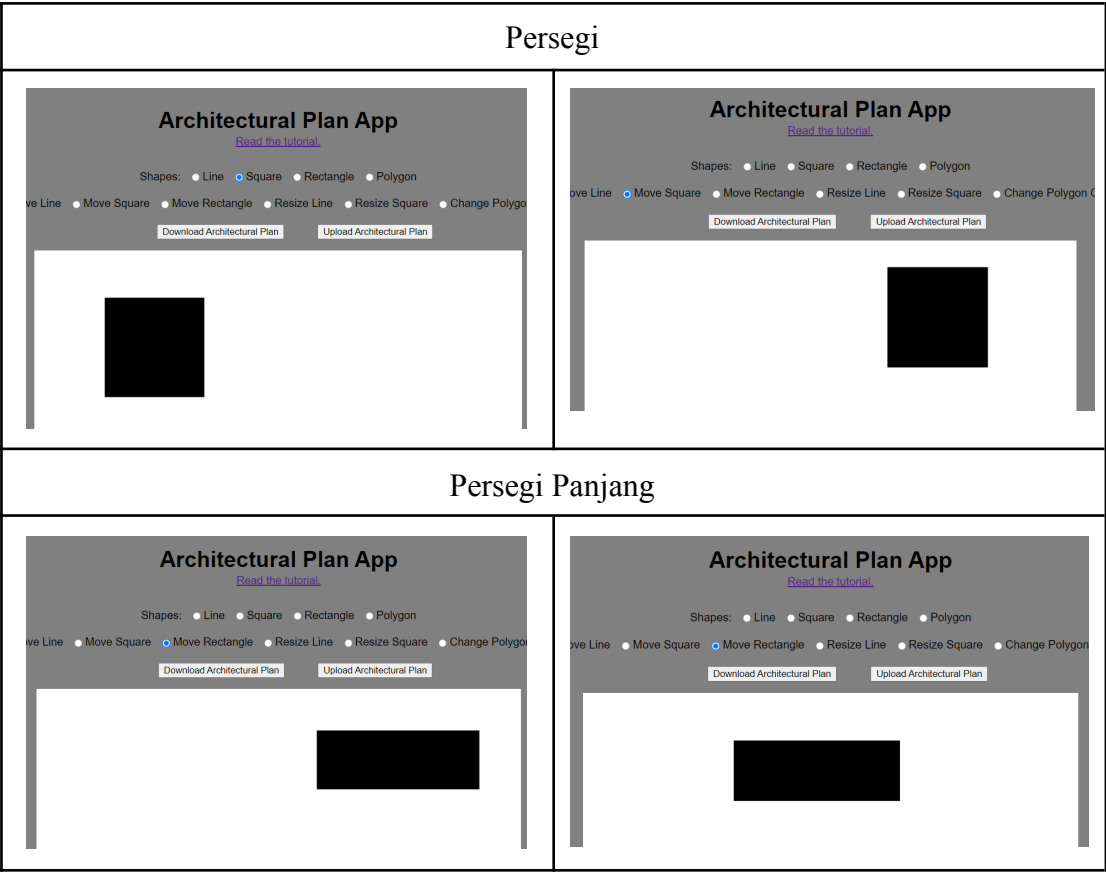 Persegi
Architectural Plan App
Read the tutorial.
Shapes: Line Square Rectangle Polygon
ve Line Move Square Move Rectangle Resize Line Resize Square Change Polygo
Download Architectural Plan Upload Architectural Plan
Architectural Plan App
Read the tutorial.
Shapes: Line Square Rectangle Polygon
ove Line Move Square Move Rectangle Resize Line Resize Square Change Polygon C
Download Architectural Plan Upload Architectural Plan
Persegi Panjang
Architectural Plan App
Read the tutorial.
Shapes: Line Square Rectangle Polygon
ve Line Move Square Move Rectangle Resize Line Resize Square Change Polygon
Download Architectural Plan Upload Architectural Plan
Architectural Plan App
Read the tutorial.
Shapes: Line Square Rectangle Polygon
ove Line Move Square Move Rectangle Resize Line Resize Square Change Polygon
Download Architectural Plan Upload Architectural Plan